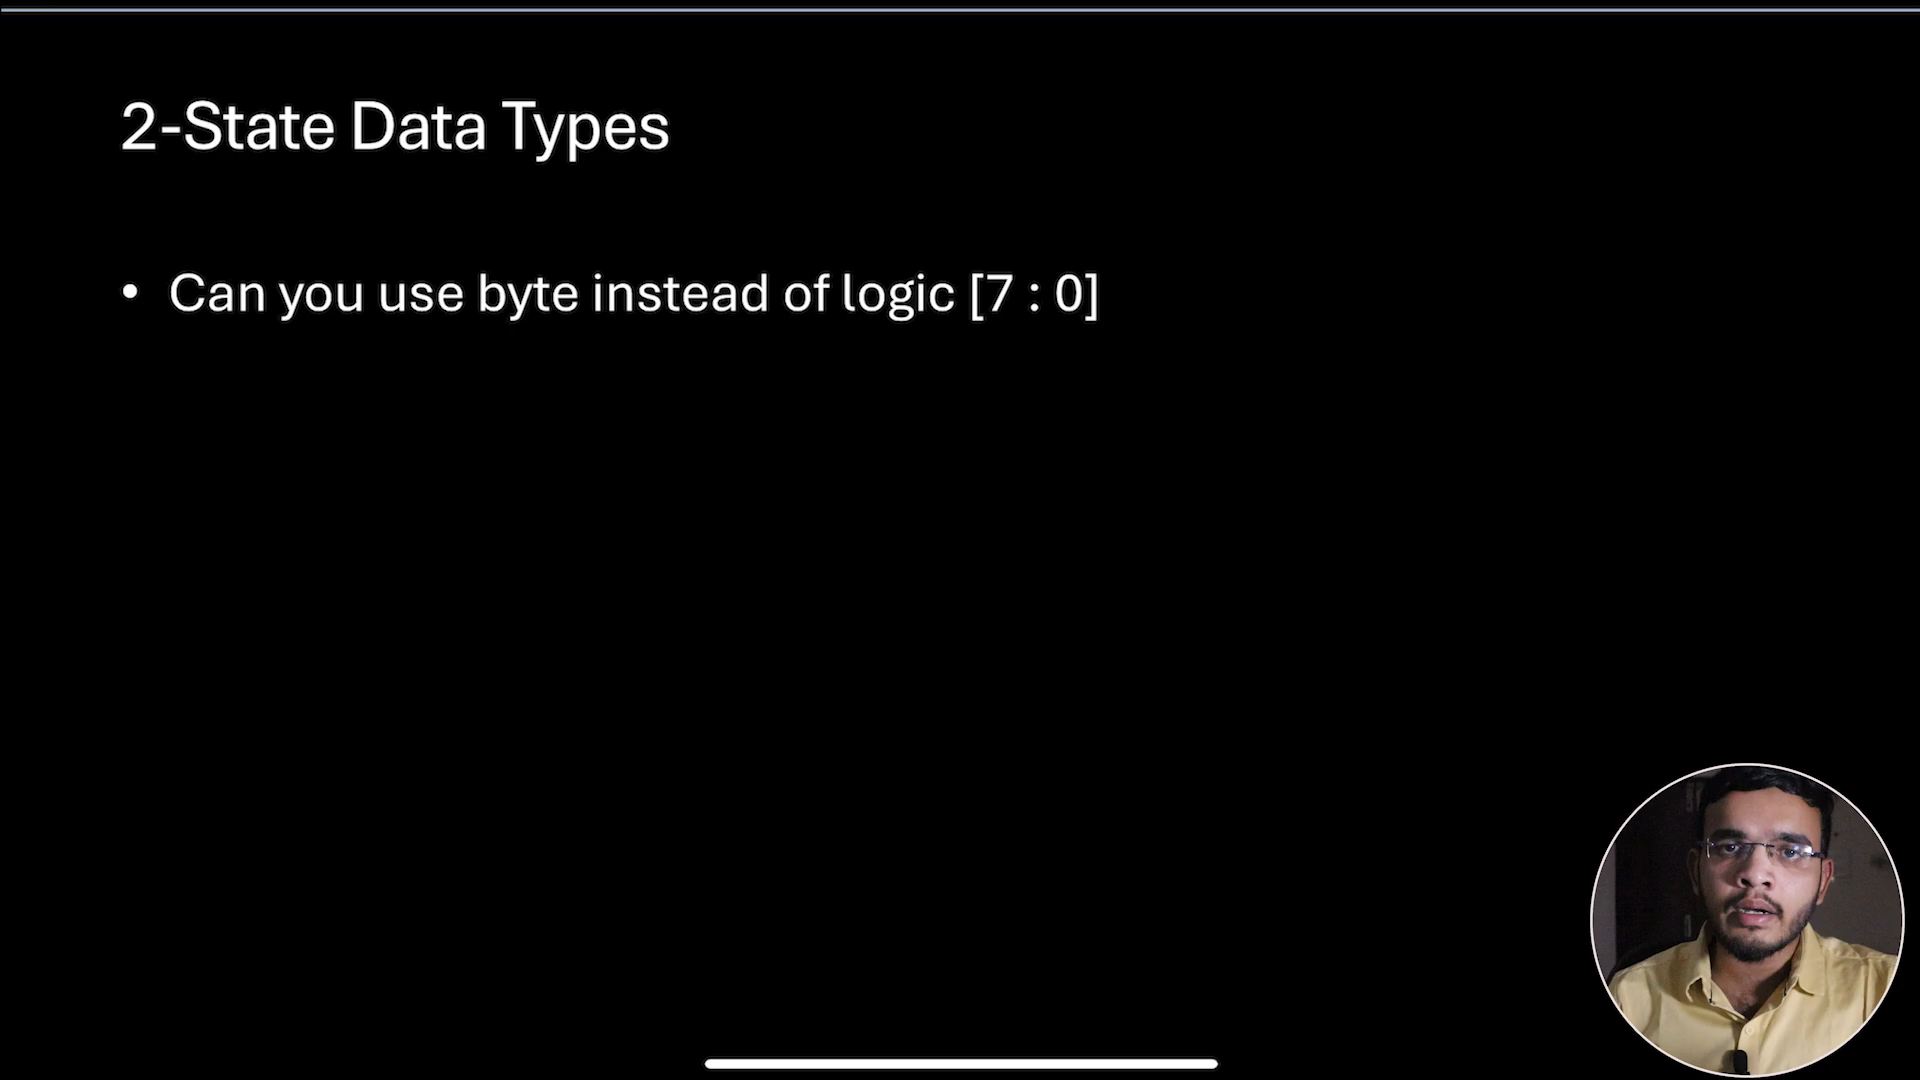 2-State Data Types
• Can you use byte instead of logic [7 : 0]